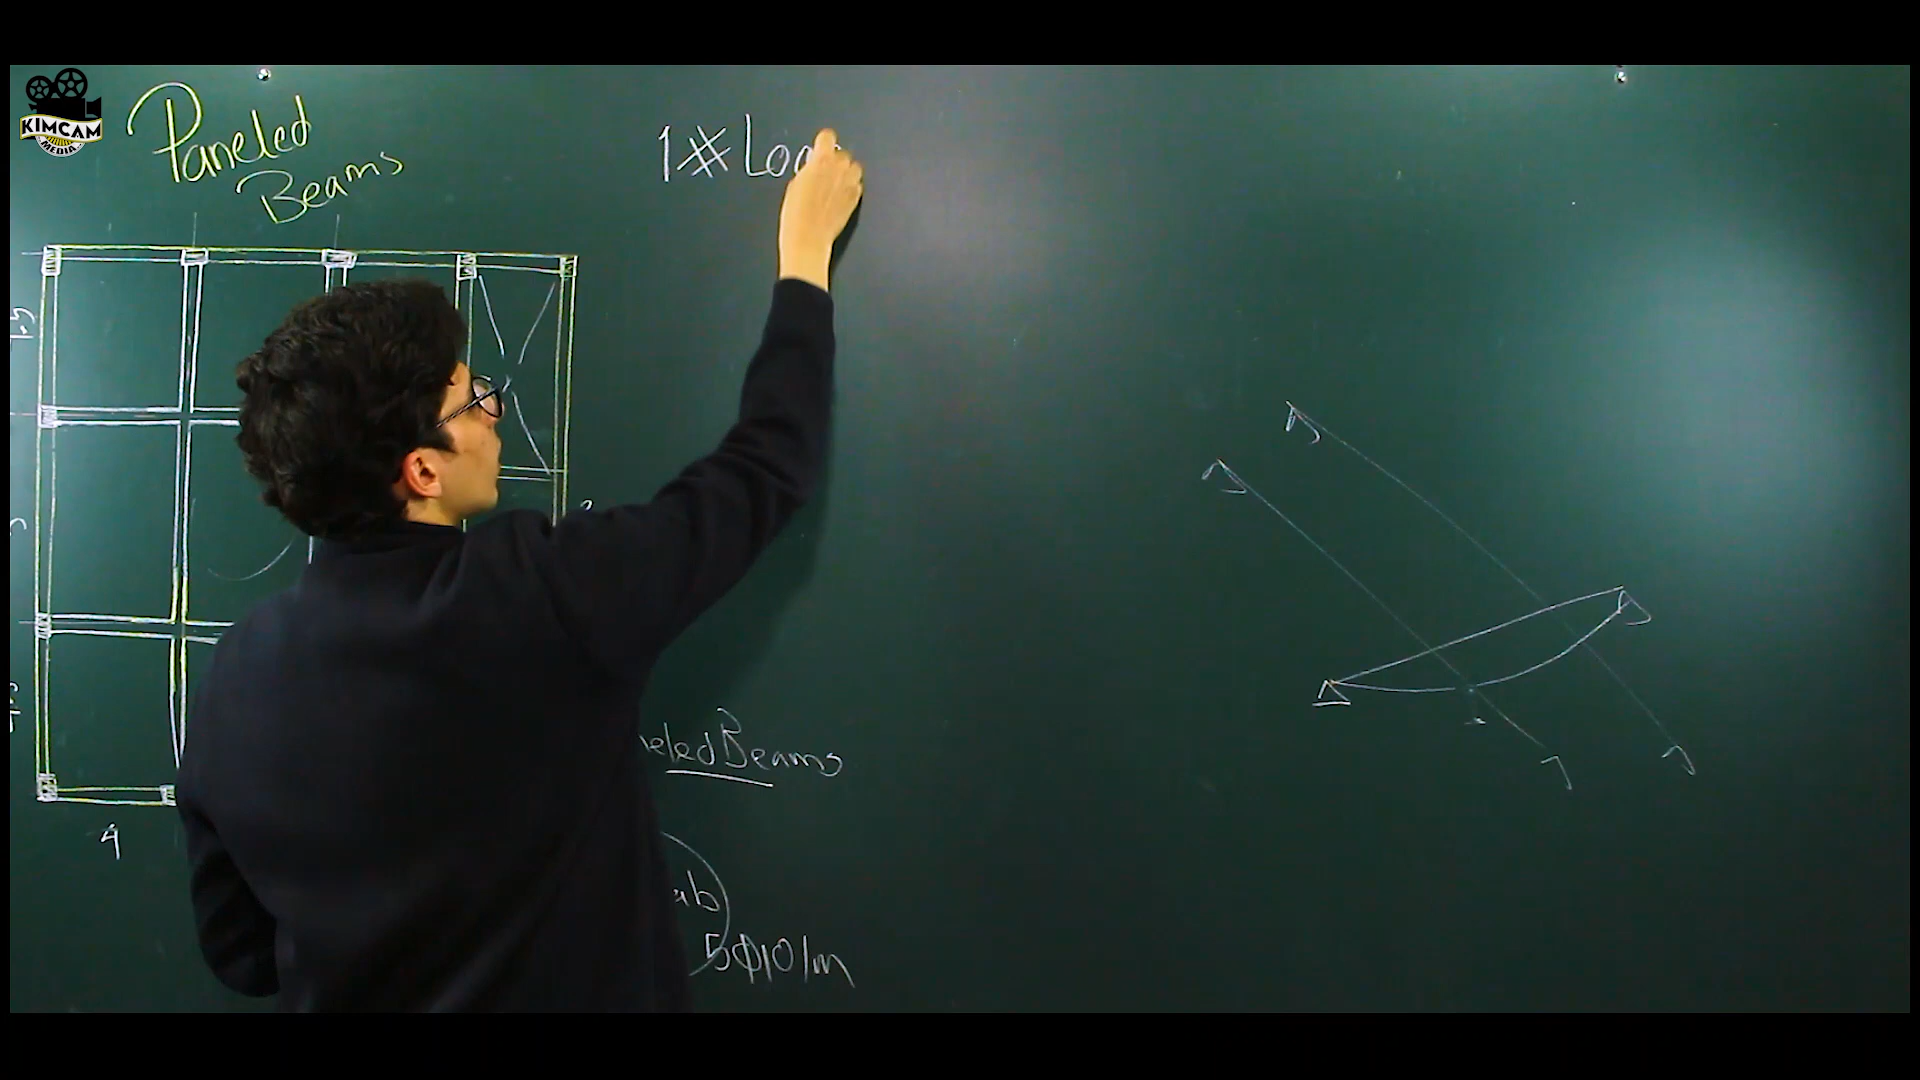 KIMCAM
MEDIA
Paneled
Beams
1# Loa
eled Beams
4
ab
5Φ10/m